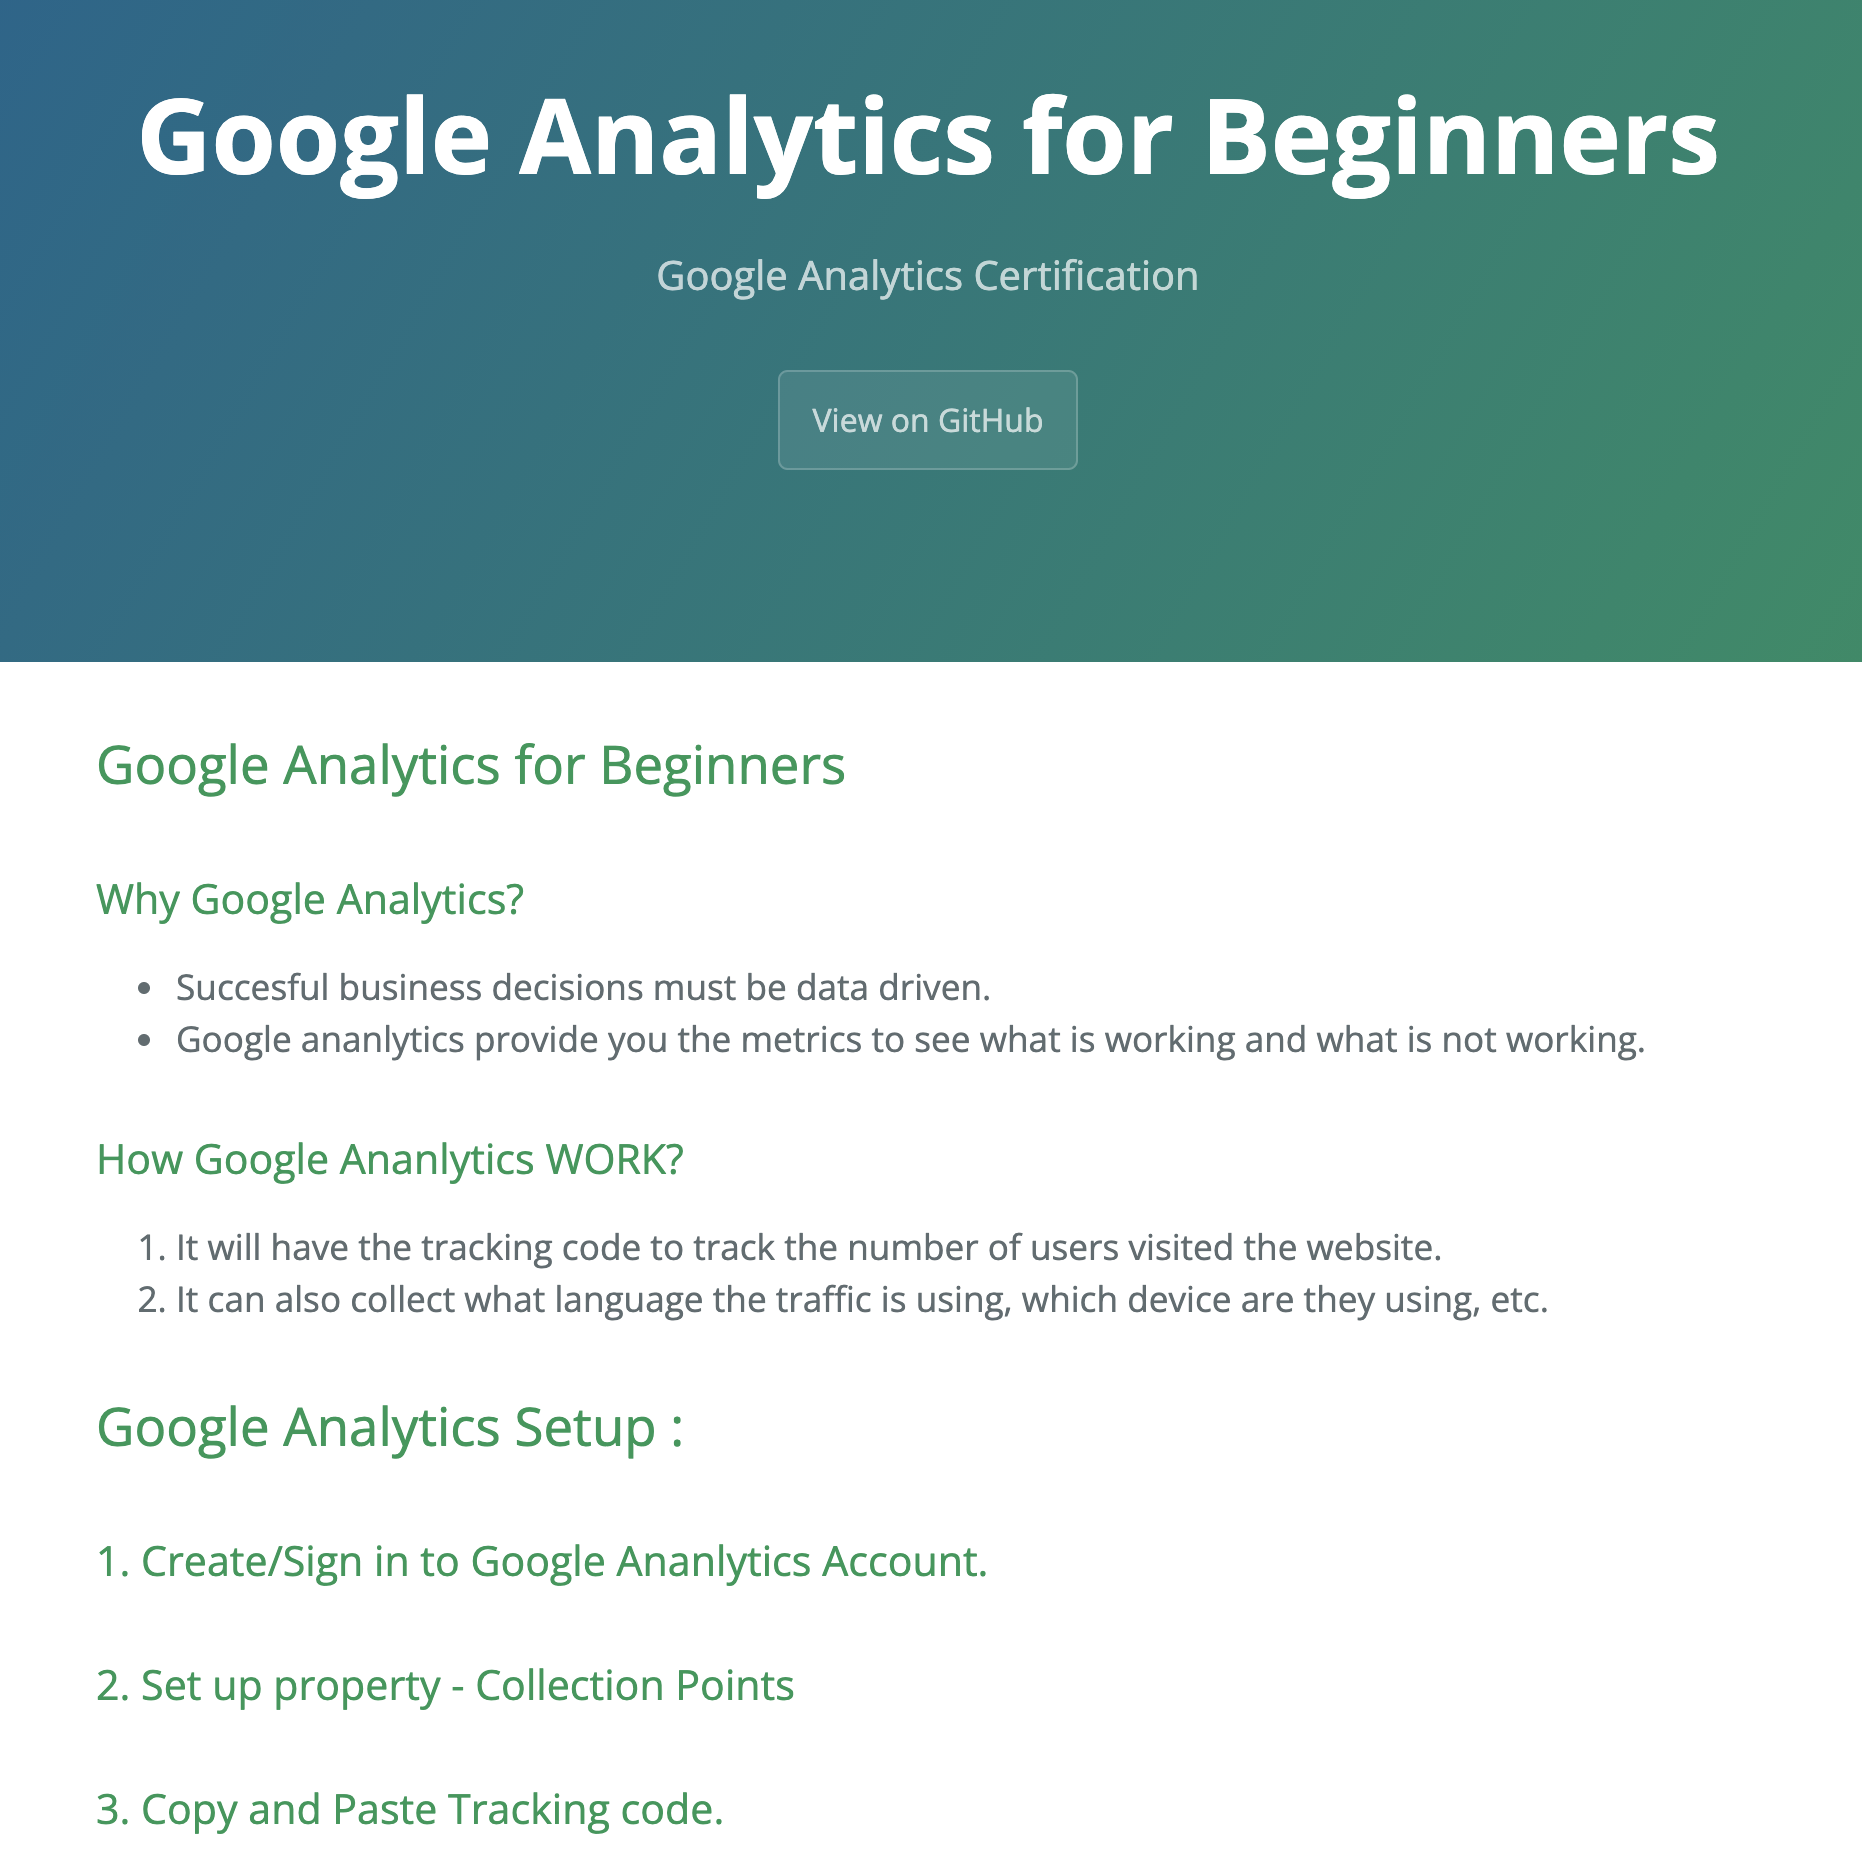 Google Analytics for Beginners
Google Analytics Certification
View on GitHub
Google Analytics for Beginners
Why Google Analytics?
• Succesful business decisions must be data driven.
• Google ananlytics provide you the metrics to see what is working and what is not working.
How Google Ananlytics WORK?
1. It will have the tracking code to track the number of users visited the website.
2. It can also collect what language the traffic is using, which device are they using, etc.
Google Analytics Setup :
1. Create/Sign in to Google Ananlytics Account.
2. Set up property - Collection Points
3. Copy and Paste Tracking code.